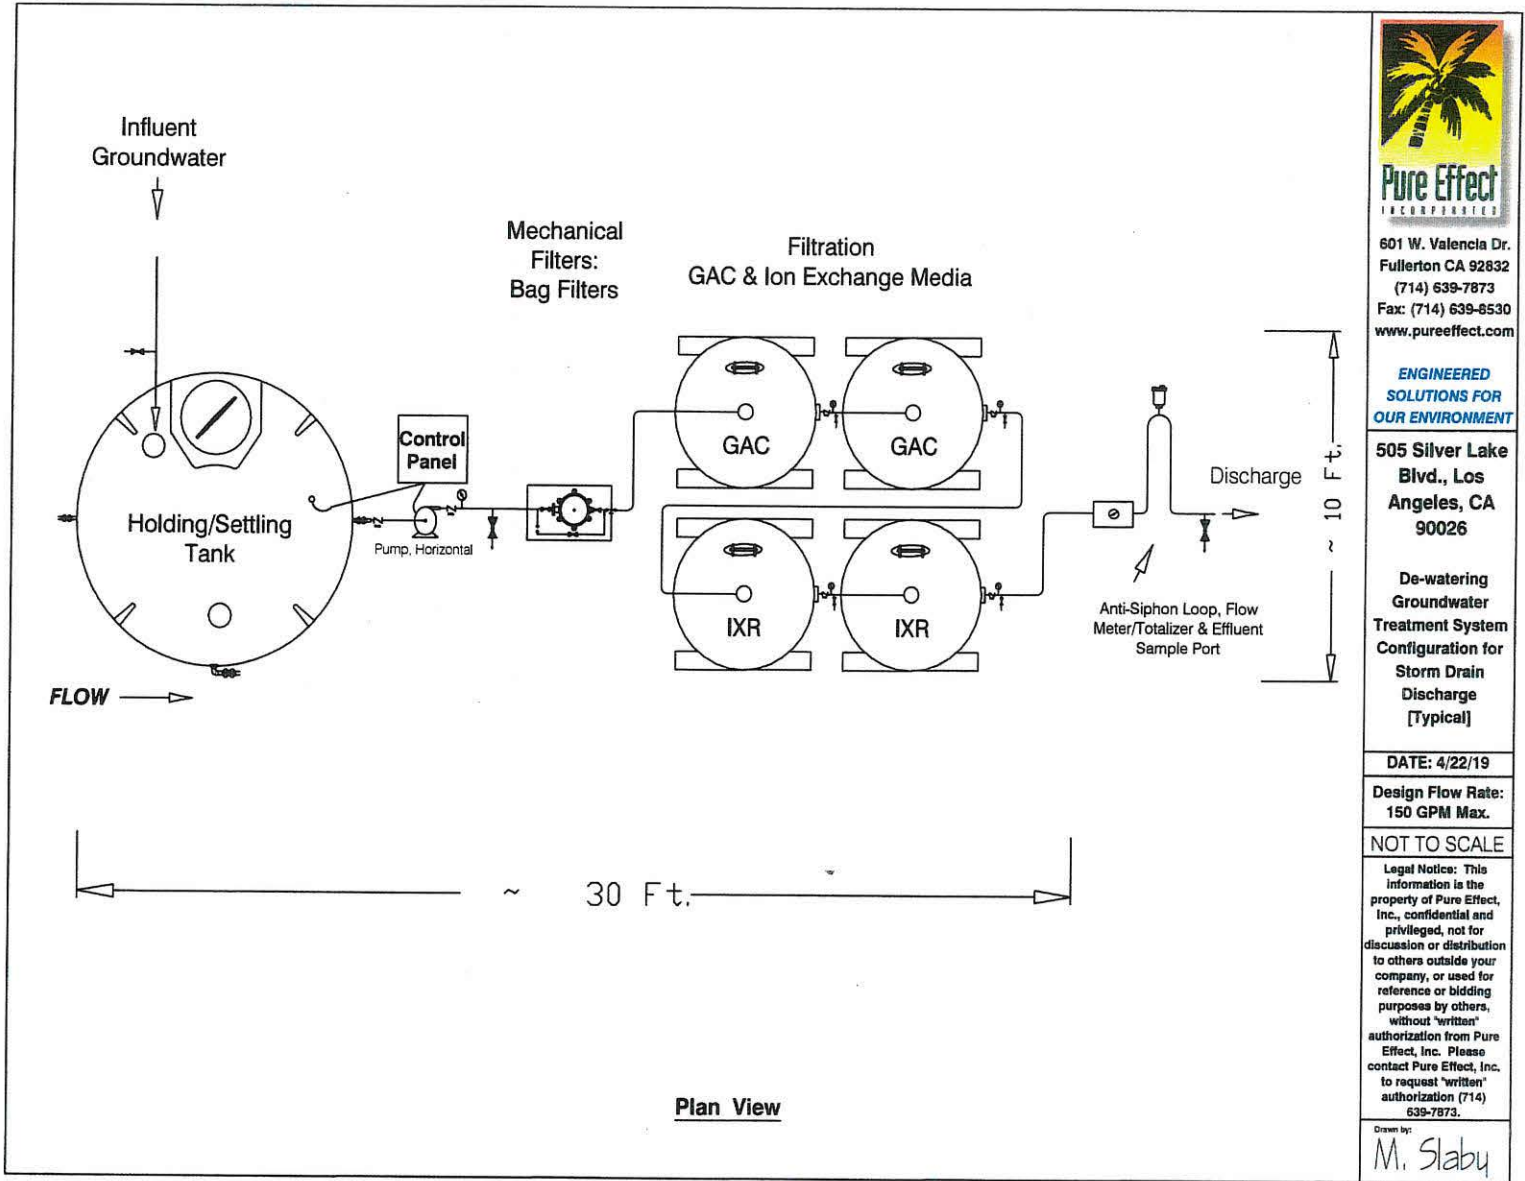 Influent
Groundwater
Mechanical
Filters:
Bag Filters
Filtration
GAC & Ion Exchange Media
Control
Panel
GAC
GAC
Holding/Settling
Tank
Pump, Horizontal
IXR
IXR
Discharge
Anti-Siphon Loop, Flow
Meter/Totalizer & Effluent
Sample Port
~ 10 Ft.
FLOW
~ 30 Ft.
Plan View
Pure Effect
INCORPORATED
601 W. Valencia Dr.
Fullerton CA 92832
(714) 639-7873
Fax: (714) 639-8530
www.pureeffect.com
ENGINEERED
SOLUTIONS FOR
OUR ENVIRONMENT
505 Silver Lake
Blvd., Los
Angeles, CA
90026
De-watering
Groundwater
Treatment System
Configuration for
Storm Drain
Discharge
[Typical]
DATE: 4/22/19
Design Flow Rate:
150 GPM Max.
NOT TO SCALE
Legal Notice: This
information is the
property of Pure Effect,
Inc., confidential and
privileged, not for
discussion or distribution
to others outside your
company, or used for
reference or bidding
purposes by others,
without "written"
authorization from Pure
Effect, Inc. Please
contact Pure Effect, Inc.
to request "written"
authorization (714)
639-7873.
Drawn by:
M. Slaby